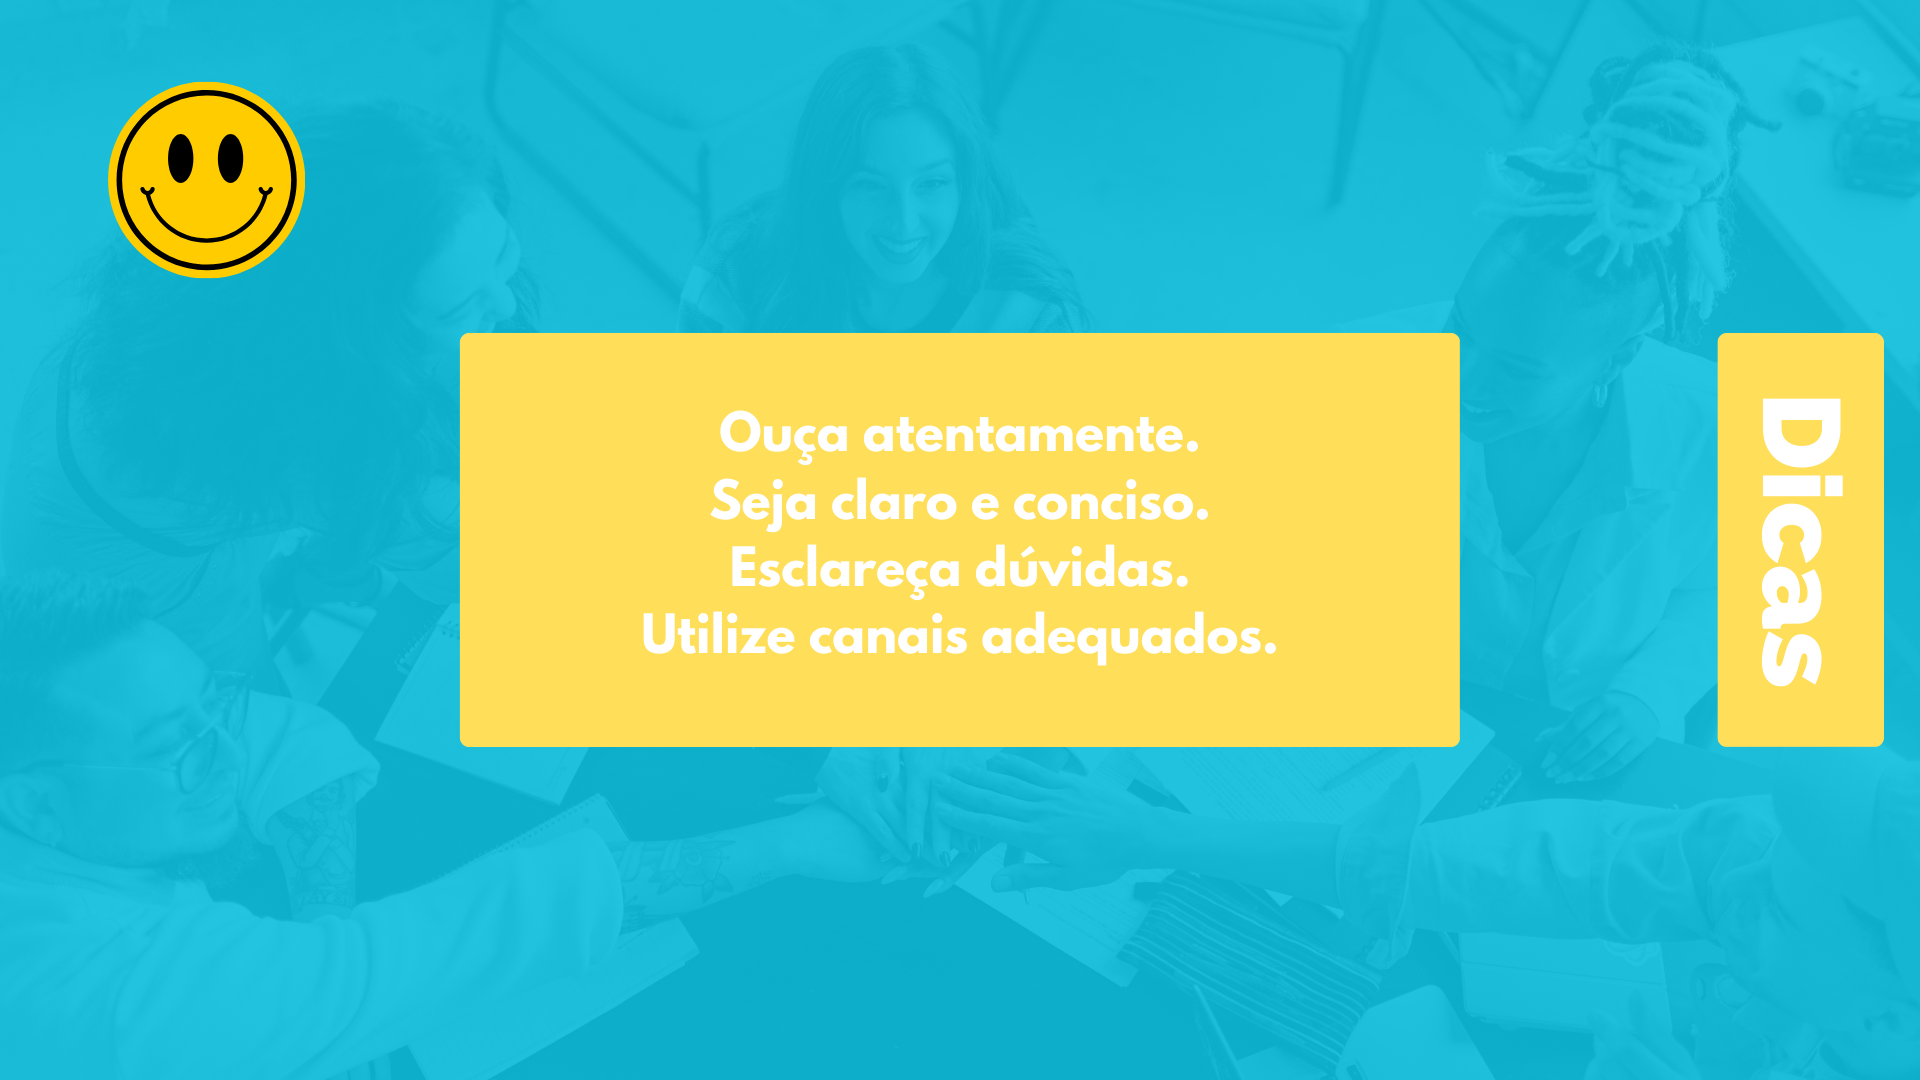 Ouça atentamente.
Seja claro e conciso.
Esclareça dúvidas.
Utilize canais adequados.
Dicas